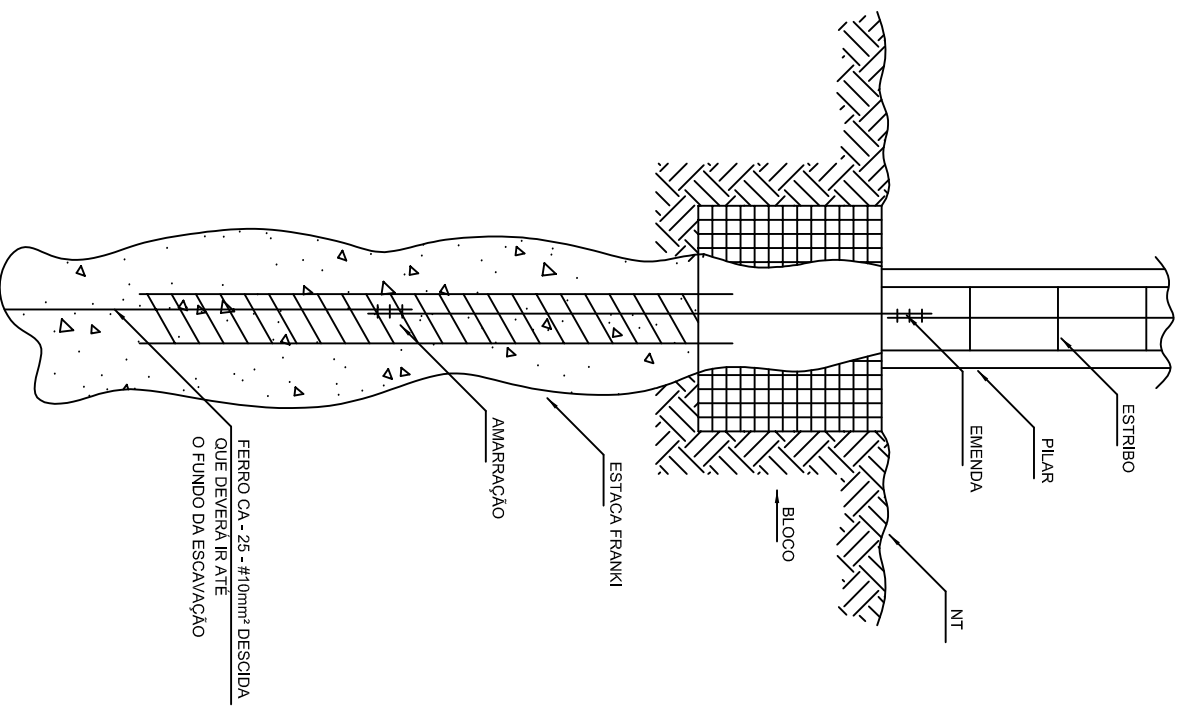 ESTRIBO
PILAR
EMENDA
NT
BLOCO
ESTACA FRANKI
AMARRAÇÃO
FERRO CA - 25 - #10mm² DESCIDA
QUE DEVERÁ IR ATÉ
O FUNDO DA ESCAVAÇÃO